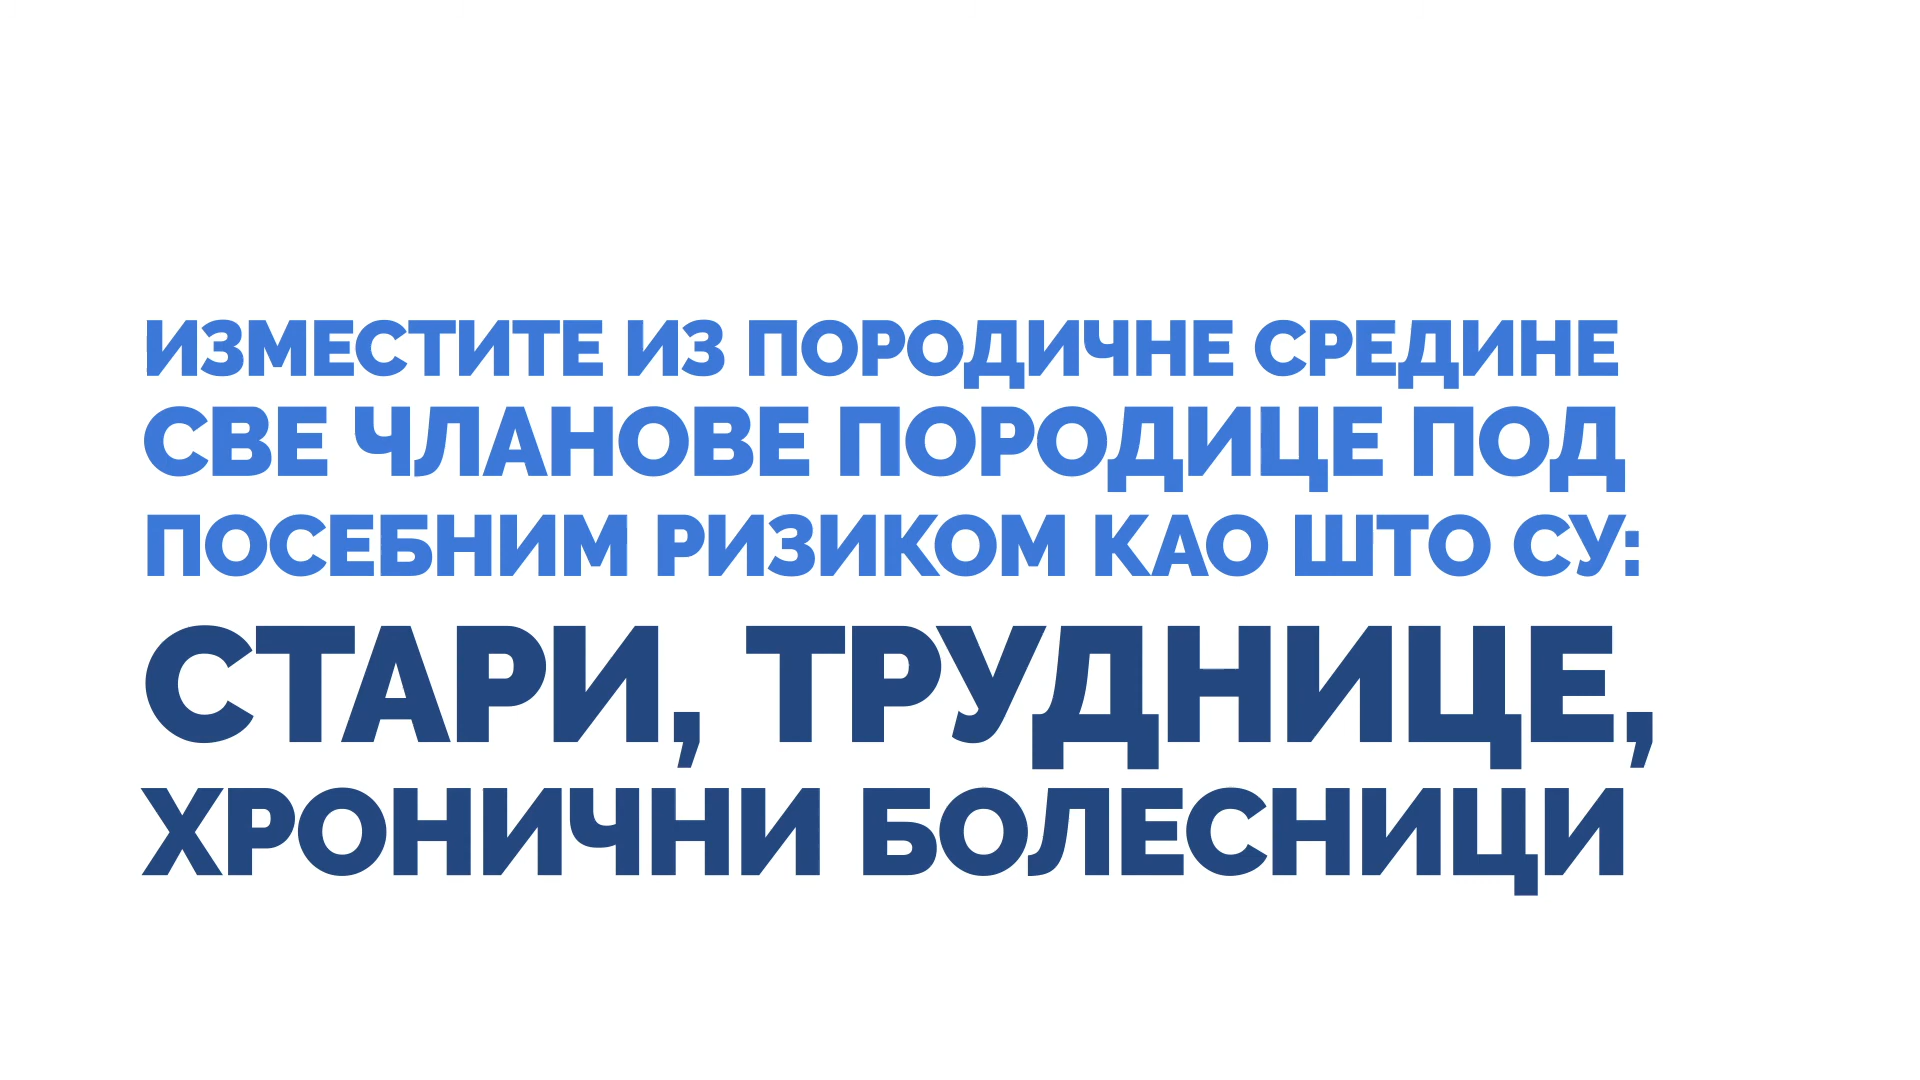 ИЗМЕСТИТЕ ИЗ ПОРОДИЧНЕ СРЕДИНЕ
СВЕ ЧЛАНОВЕ ПОРОДИЦЕ ПОД
ПОСЕБНИМ РИЗИКОМ КАО ШТО СУ:
СТАРИ, ТРУДНИЦЕ,
ХРОНИЧНИ БОЛЕСНИЦИ